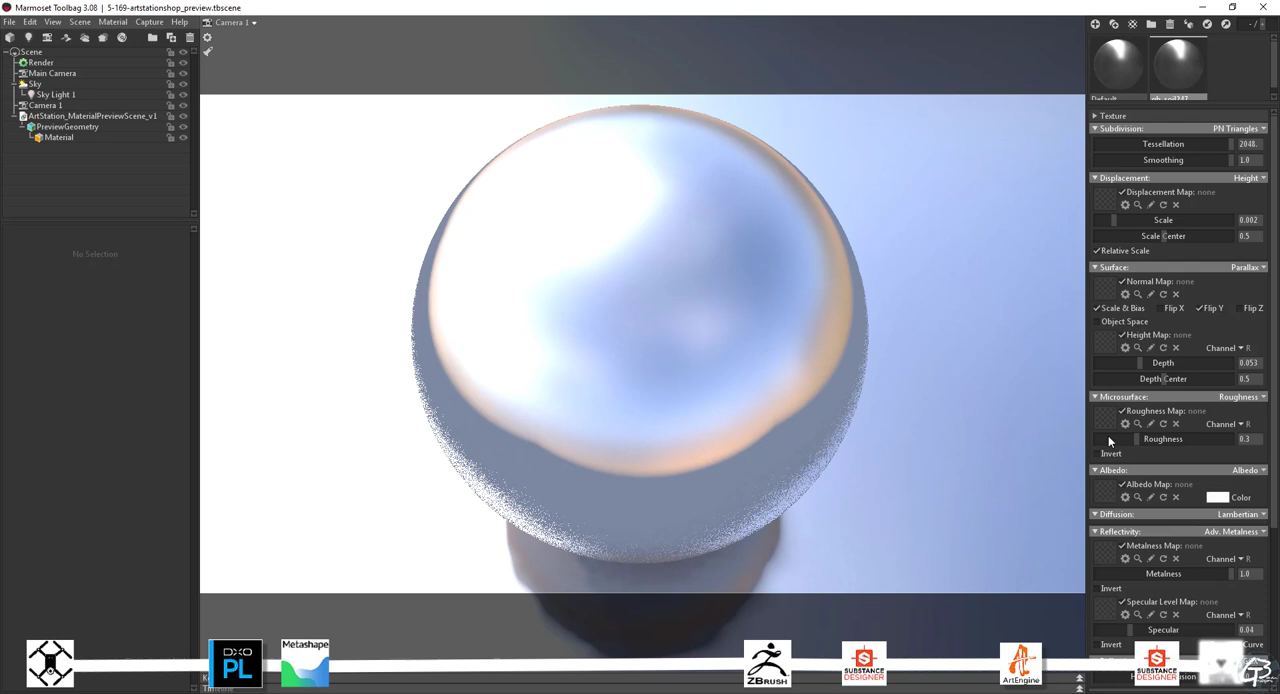 Marmoset Toolbag 3.08 | 5-169-artstationshop_preview.tbscene
File Edit View Scene Material Capture Help
Camera 1
Scene
Render
Main Camera
Sky
Sky Light 1
Camera 1
ArtStation_MaterialPreviewScene_v1
PreviewGeometry
Material
No Selection
Default
Texture
Subdivision: PN Triangles
Tessellation 2048.
Smoothing 1.0
Displacement: Height
Displacement Map: none
Scale 0.002
Scale Center 0.5
Relative Scale
Surface: Parallax
Normal Map: none
Scale & Bias Flip X Flip Y Flip Z
Object Space
Height Map: none
Channel R
Depth 0.053
Depth Center 0.5
Microsurface: Roughness
Roughness Map: none
Channel R
Roughness 0.3
Invert
Albedo: Albedo
Albedo Map: none
Color
Diffusion: Lambertian
Reflectivity: Adv. Metalness
Metalness Map: none
Channel R
Metalness 1.0
Invert
Specular Level Map: none
Channel R
Specular 0.04
Invert Curve
DXO
PL
Metashape
ZBRUSH
SUBSTANCE
DESIGNER
ArtEngine
SUBSTANCE
DESIGNER